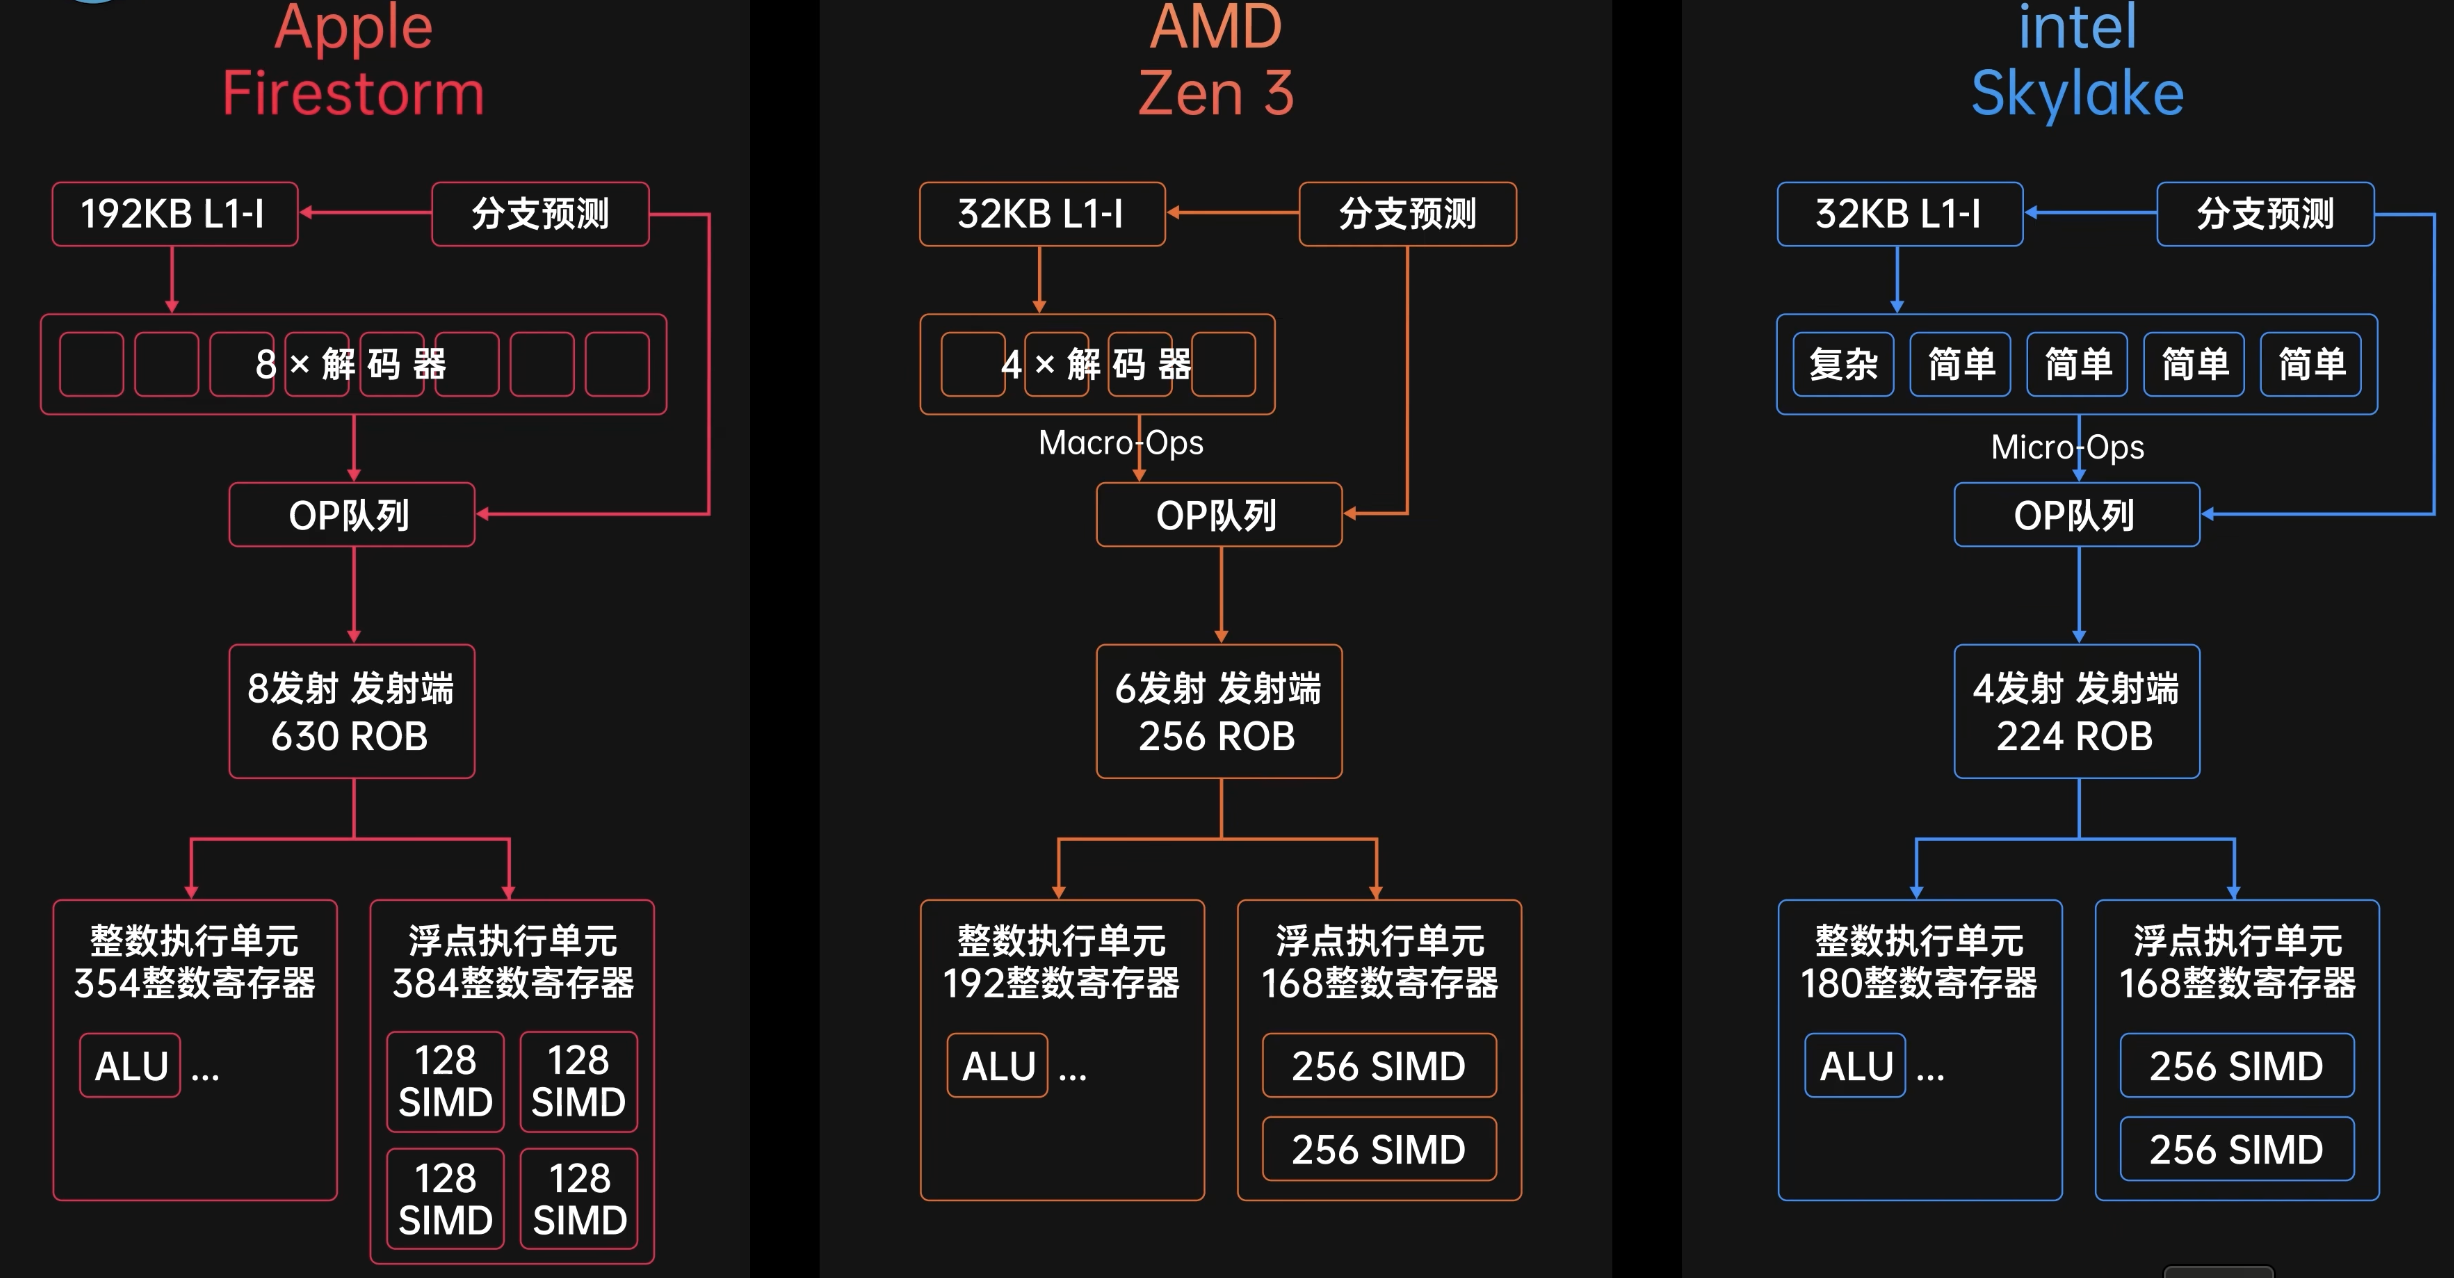 Apple
Firestorm
192KB L1-I
分支预测
8 × 解 码 器
OP队列
8发射 发射端
630 ROB
整数执行单元
354整数寄存器
ALU ...
浮点执行单元
384整数寄存器
128
SIMD
128
SIMD
128
SIMD
128
SIMD
AMD
Zen 3
32KB L1-I
分支预测
4 × 解 码 器
Macro-Ops
OP队列
6发射 发射端
256 ROB
整数执行单元
192整数寄存器
ALU ...
浮点执行单元
168整数寄存器
256 SIMD
256 SIMD
intel
Skylake
32KB L1-I
分支预测
复杂
简单
简单
简单
简单
Micro-Ops
OP队列
4发射 发射端
224 ROB
整数执行单元
180整数寄存器
ALU ...
浮点执行单元
168整数寄存器
256 SIMD
256 SIMD